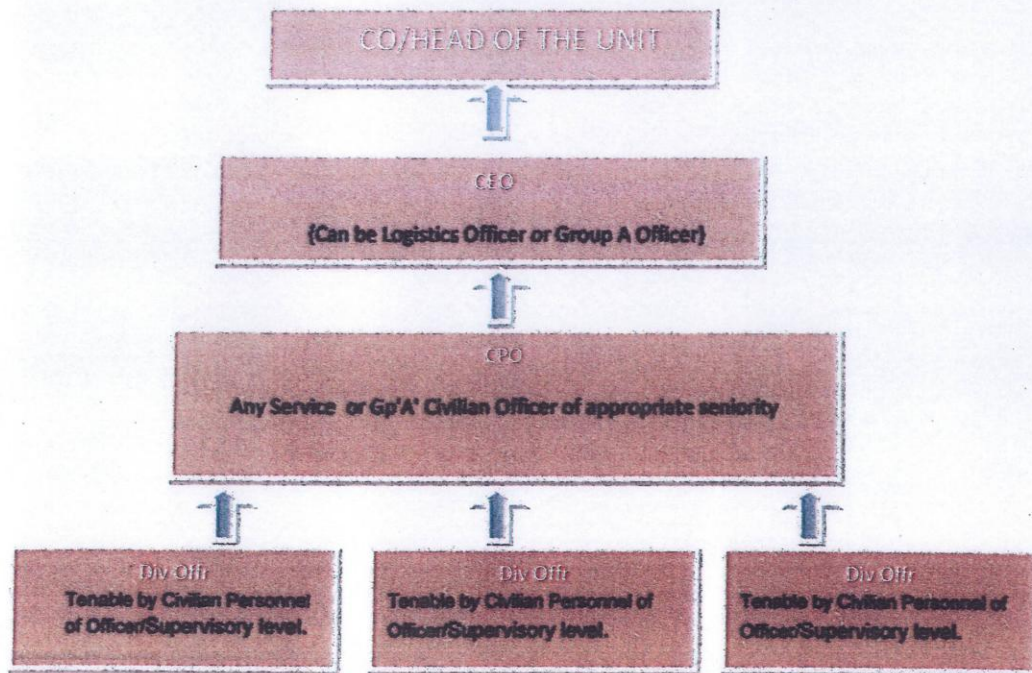 CO/HEAD OF THE UNIT
CEO
{Can be Logistics Officer or Group A Officer}
CPO
Any Service or Gp'A' Civilian Officer of appropriate seniority
Div Offr
Tenable by Civilian Personnel
of Officer/Supervisory level.
Div Offr
Tenable by Civilian Personnel of
Officer/Supervisory level.
Div Offr
Tenable by Civilian Personnel of
Officer/Supervisory level.